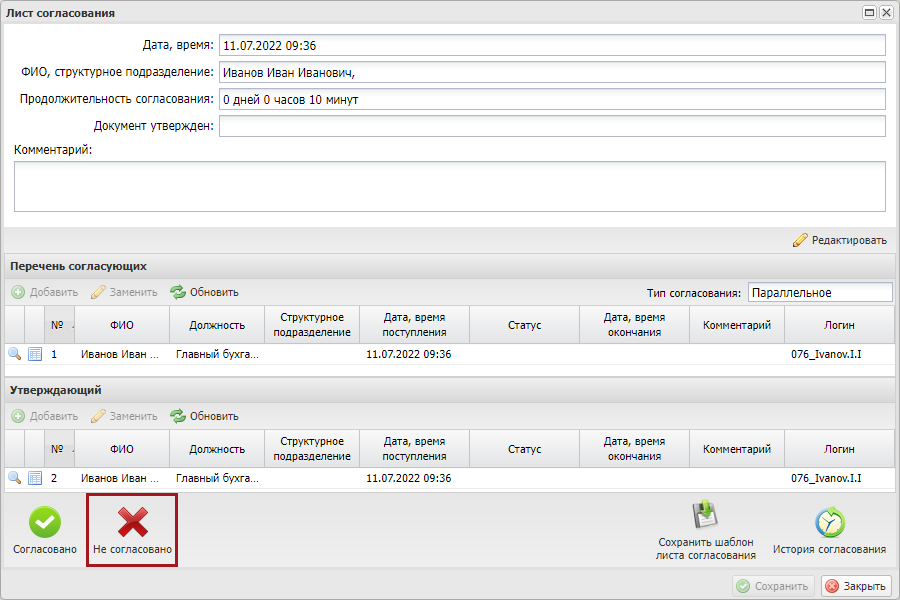 Лист согласования
Дата, время: 11.07.2022 09:36
ФИО, структурное подразделение: Иванов Иван Иванович,
Продолжительность согласования: 0 дней 0 часов 10 минут
Документ утвержден:
Комментарий:
Редактировать
Перечень согласующих
Добавить Заменить Обновить Тип согласования: Параллельное
№ ФИО Должность Структурное подразделение Дата, время поступления Статус Дата, время окончания Комментарий Логин
1 Иванов Иван ... Главный бухга... 11.07.2022 09:36 076_Ivanov.I.I
Утверждающий
Добавить Заменить Обновить
№ ФИО Должность Структурное подразделение Дата, время поступления Статус Дата, время окончания Комментарий Логин
2 Иванов Иван ... Главный бухга... 11.07.2022 09:36 076_Ivanov.I.I
Согласовано Не согласовано Сохранить шаблон листа согласования История согласования
Сохранить Закрыть